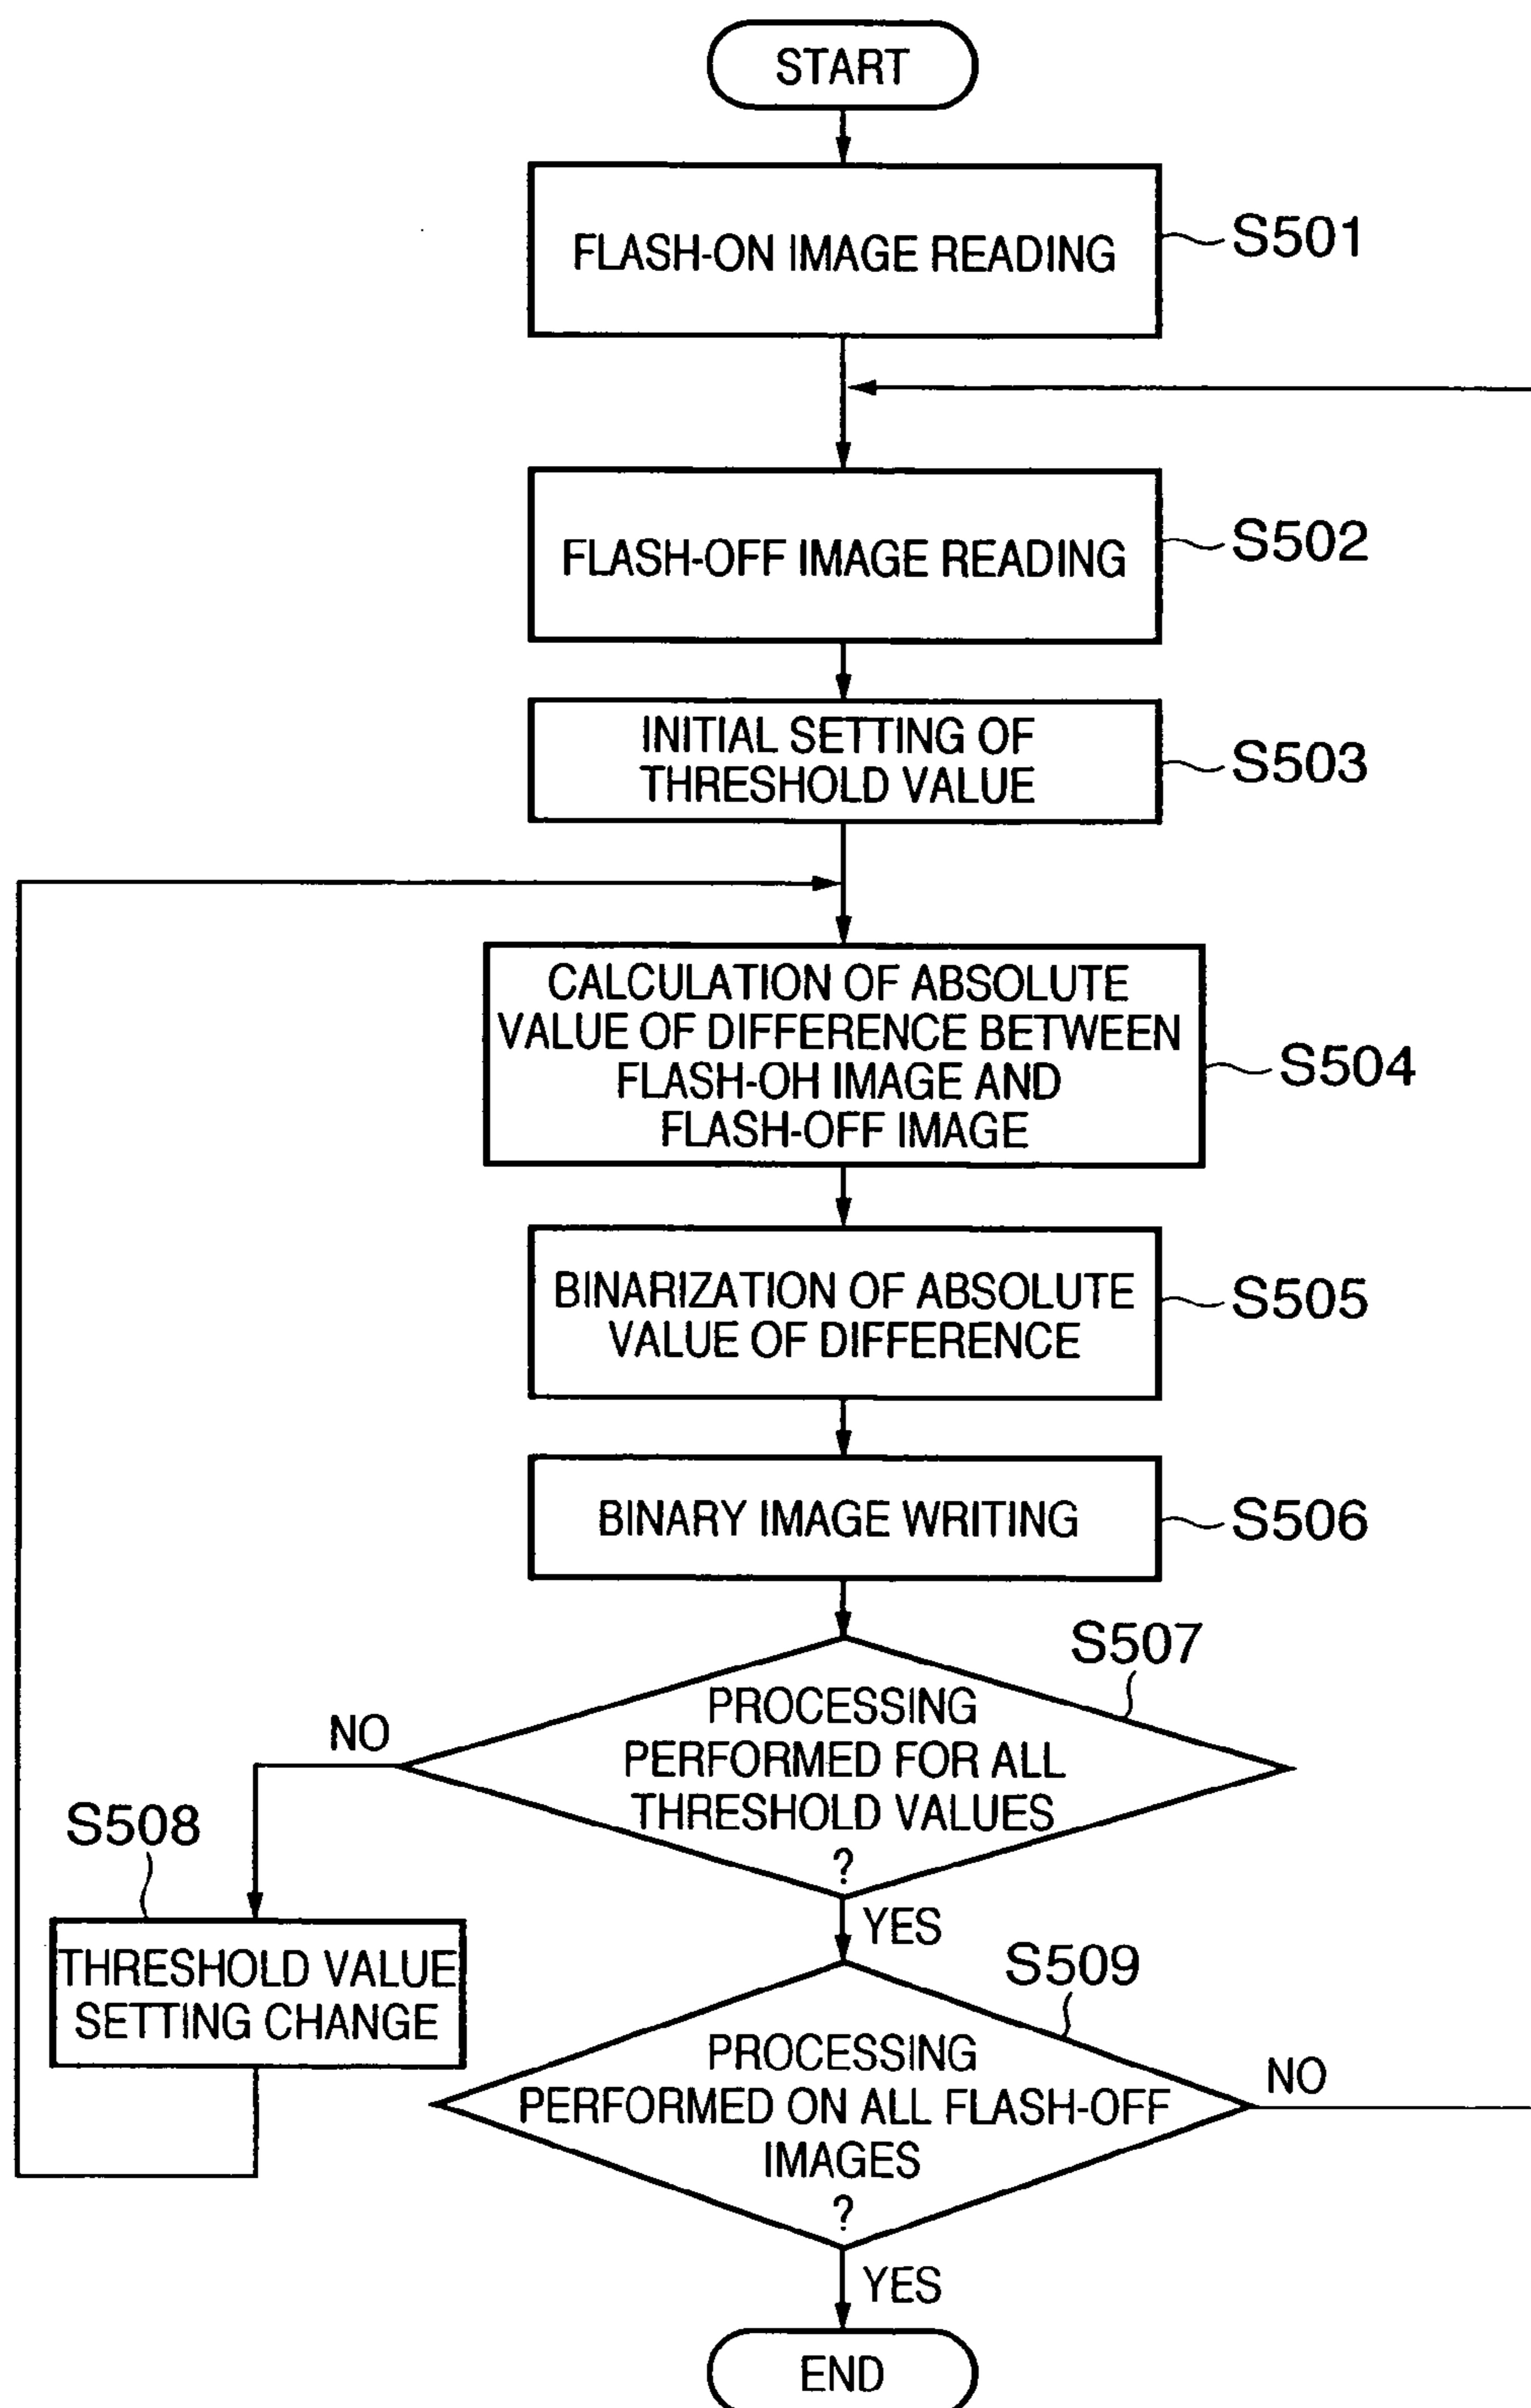 START
FLASH-ON IMAGE READING
S501
FLASH-OFF IMAGE READING
S502
INITIAL SETTING OF
THRESHOLD VALUE
S503
CALCULATION OF ABSOLUTE
VALUE OF DIFFERENCE BETWEEN
FLASH-OH IMAGE AND
FLASH-OFF IMAGE
S504
BINARIZATION OF ABSOLUTE
VALUE OF DIFFERENCE
S505
BINARY IMAGE WRITING
S506
S507
PROCESSING
PERFORMED FOR ALL
THRESHOLD VALUES
?
NO
YES
S508
THRESHOLD VALUE
SETTING CHANGE
S509
PROCESSING
PERFORMED ON ALL FLASH-OFF
IMAGES
?
NO
YES
END